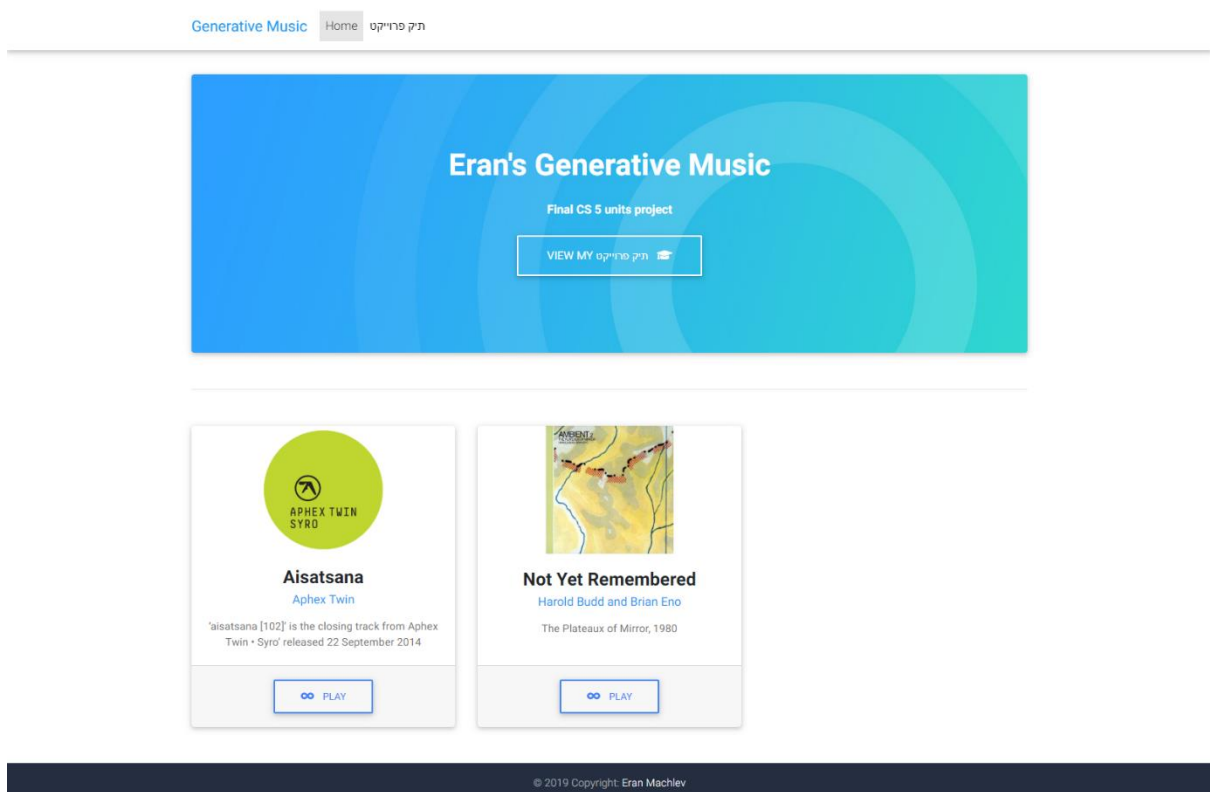 Generative Music Home תיק פרוייקט
Eran's Generative Music
Final CS 5 units project
VIEW MY תיק פרוייקט
APHEX TWIN
SYRO
Aisatsana
Aphex Twin
'aisatsana [102]' is the closing track from Aphex
Twin • Syro' released 22 September 2014
PLAY
AMBIENT 2
Not Yet Remembered
Harold Budd and Brian Eno
The Plateaux of Mirror, 1980
PLAY
© 2019 Copyright: Eran Machlev